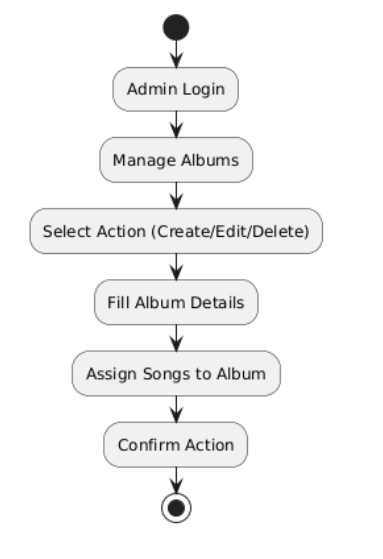 Admin Login
Manage Albums
Select Action (Create/Edit/Delete)
Fill Album Details
Assign Songs to Album
Confirm Action